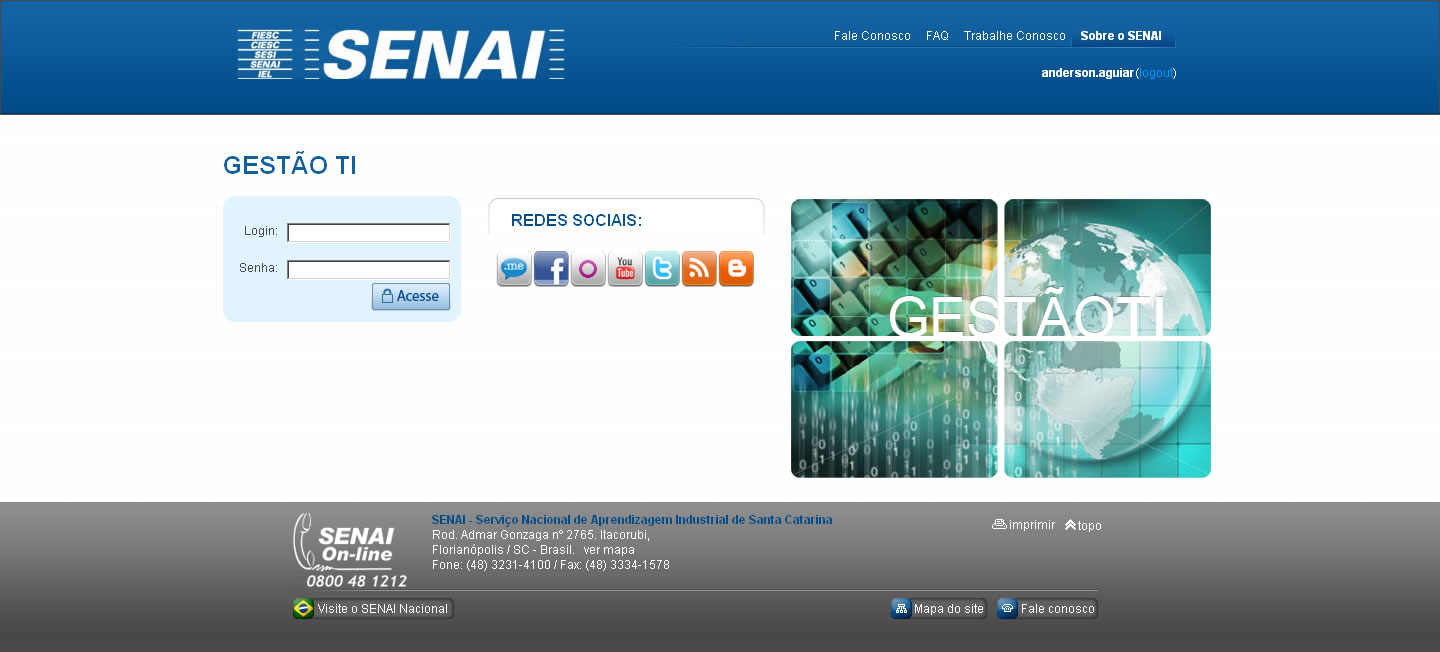 FIESC
CIESC
SESI
SENAI
IEL
SENAI
Fale Conosco FAQ Trabalhe Conosco Sobre o SENAI
anderson.aguiar(logout)
GESTÃO TI
Login:
Senha:
Acesse
REDES SOCIAIS:
.me
You
Tube
GESTÃOTI
SENAI
On-line
0800 48 1212
SENAI - Serviço Nacional de Aprendizagem Industrial de Santa Catarina
Rod. Admar Gonzaga nº 2765. Itacorubi,
Florianópolis / SC - Brasil. ver mapa
Fone: (48) 3231-4100 / Fax: (48) 3334-1578
imprimir topo
Visite o SENAI Nacional
Mapa do site
Fale conosco